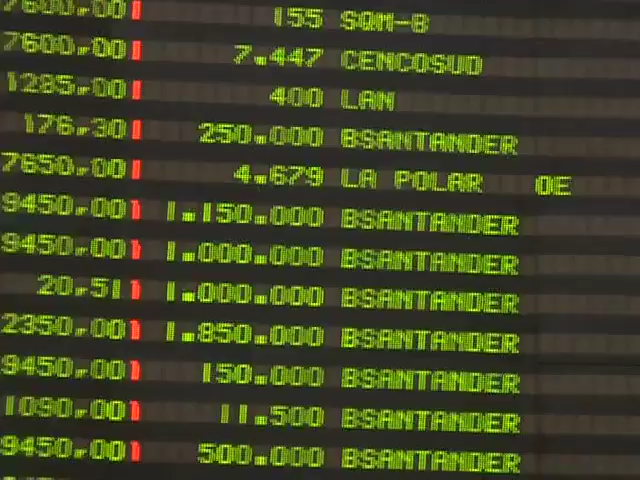 7600,00 155 SQM-B
7600,00 7.447 CENCOSUD
1285,00 400 LAN
176,30 250.000 BSANTANDER
7650,00 4.679 LA POLAR OE
9450,00 1.150.000 BSANTANDER
9450,00 1.000.000 BSANTANDER
20,51 1.000.000 BSANTANDER
2350,00 1.850.000 BSANTANDER
9450,00 150.000 BSANTANDER
1090,00 11.500 BSANTANDER
9450,00 500.000 BSANTANDER